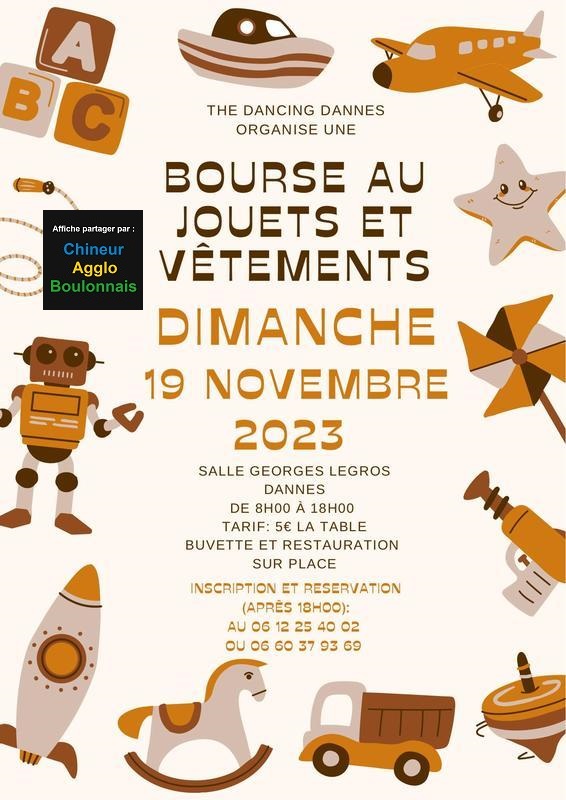 A
B
C
THE DANCING DANNES
ORGANISE UNE
BOURSE AU
JOUETS ET
VÊTEMENTS
Affiche partager par :
Chineur
Agglo
Boulonnais
DIMANCHE
19 NOVEMBRE
2023
SALLE GEORGES LEGROS
DANNES
DE 8H00 À 18H00
TARIF: 5€ LA TABLE
BUVETTE ET RESTAURATION
SUR PLACE
INSCRIPTION ET RESERVATION
(APRÈS 18H00):
AU 06 12 25 40 02
OU 06 60 37 93 69